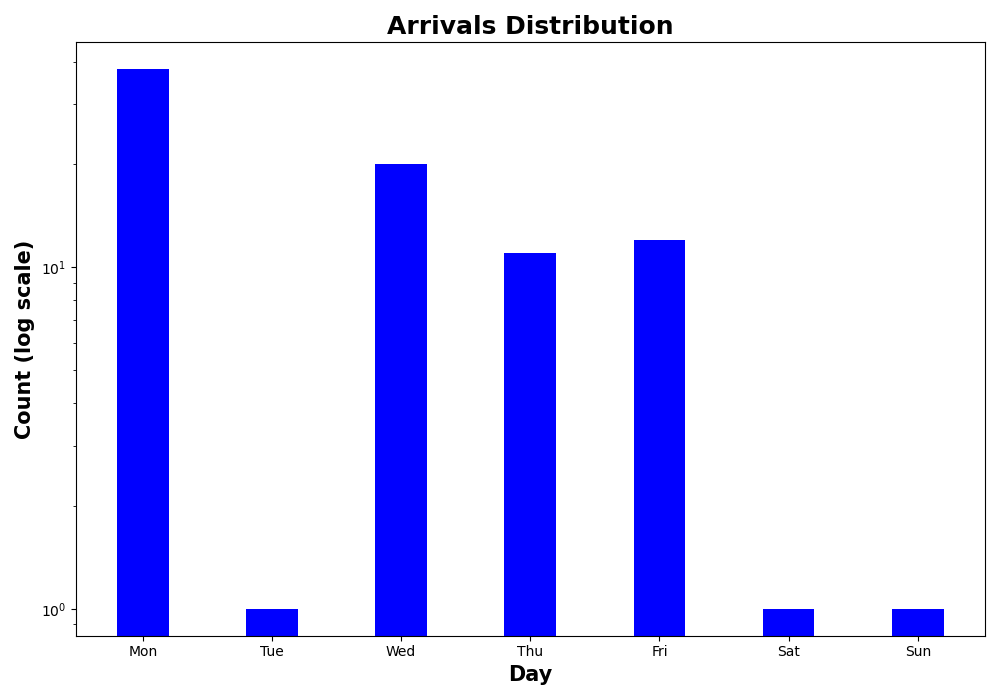 Arrivals Distribution
Count (log scale)
10¹
10⁰
Mon Tue Wed Thu Fri Sat Sun
Day